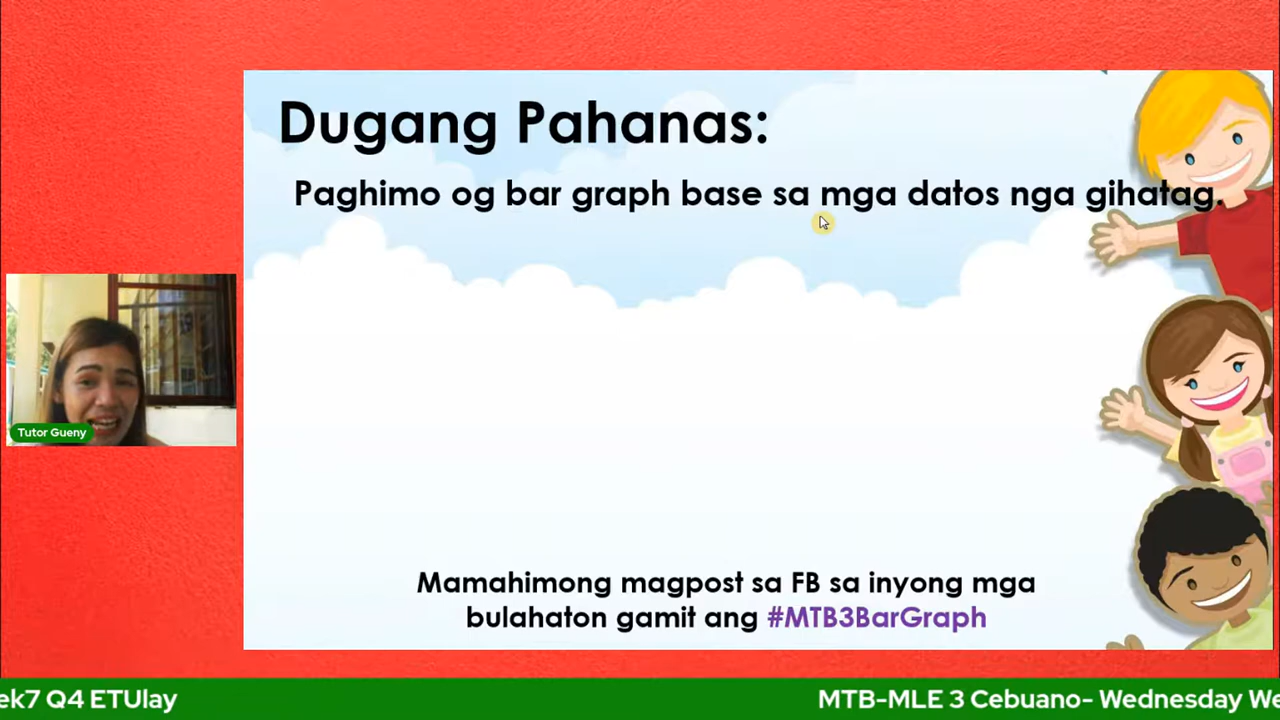 Dugang Pahanas:
Paghimo og bar graph base sa mga datos nga gihatag.
Tutor Gueny
Mamahimong magpost sa FB sa inyong mga
bulahaton gamit ang #MTB3BarGraph
ek7 Q4 ETUlay
MTB-MLE 3 Cebuano- Wednesday We